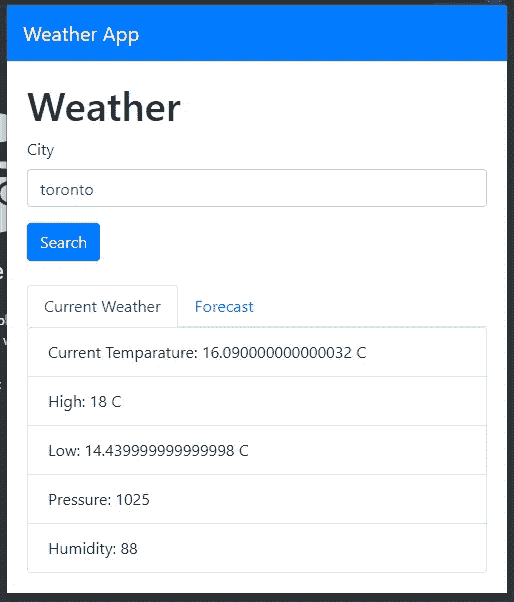 Weather App
Weather
City
toronto
Search
Current Weather
Forecast
Current Temparature: 16.090000000000032 C
High: 18 C
Low: 14.439999999999998 C
Pressure: 1025
Humidity: 88